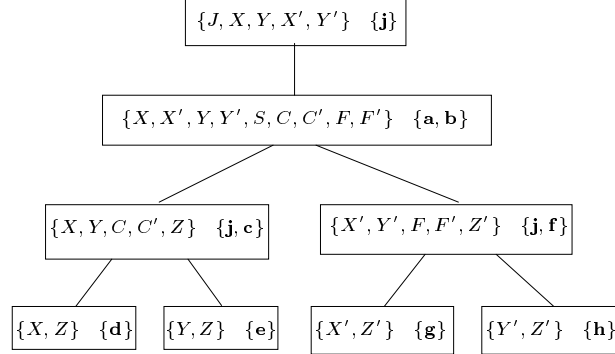 {J, X, Y, X′, Y′} {j}
{X, X′, Y, Y′, S, C, C′, F, F′} {a, b}
{X, Y, C, C′, Z} {j, c} {X′, Y′, F, F′, Z′} {j, f}
{X, Z} {d} {Y, Z} {e} {X′, Z′} {g} {Y′, Z′} {h}